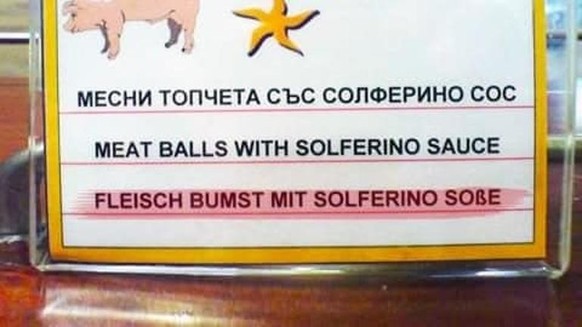 МЕСНИ ТОПЧЕТА СЪС СОЛФЕРИНО СОС
MEAT BALLS WITH SOLFERINO SAUCE
FLEISCH BUMST MIT SOLFERINO SOßE